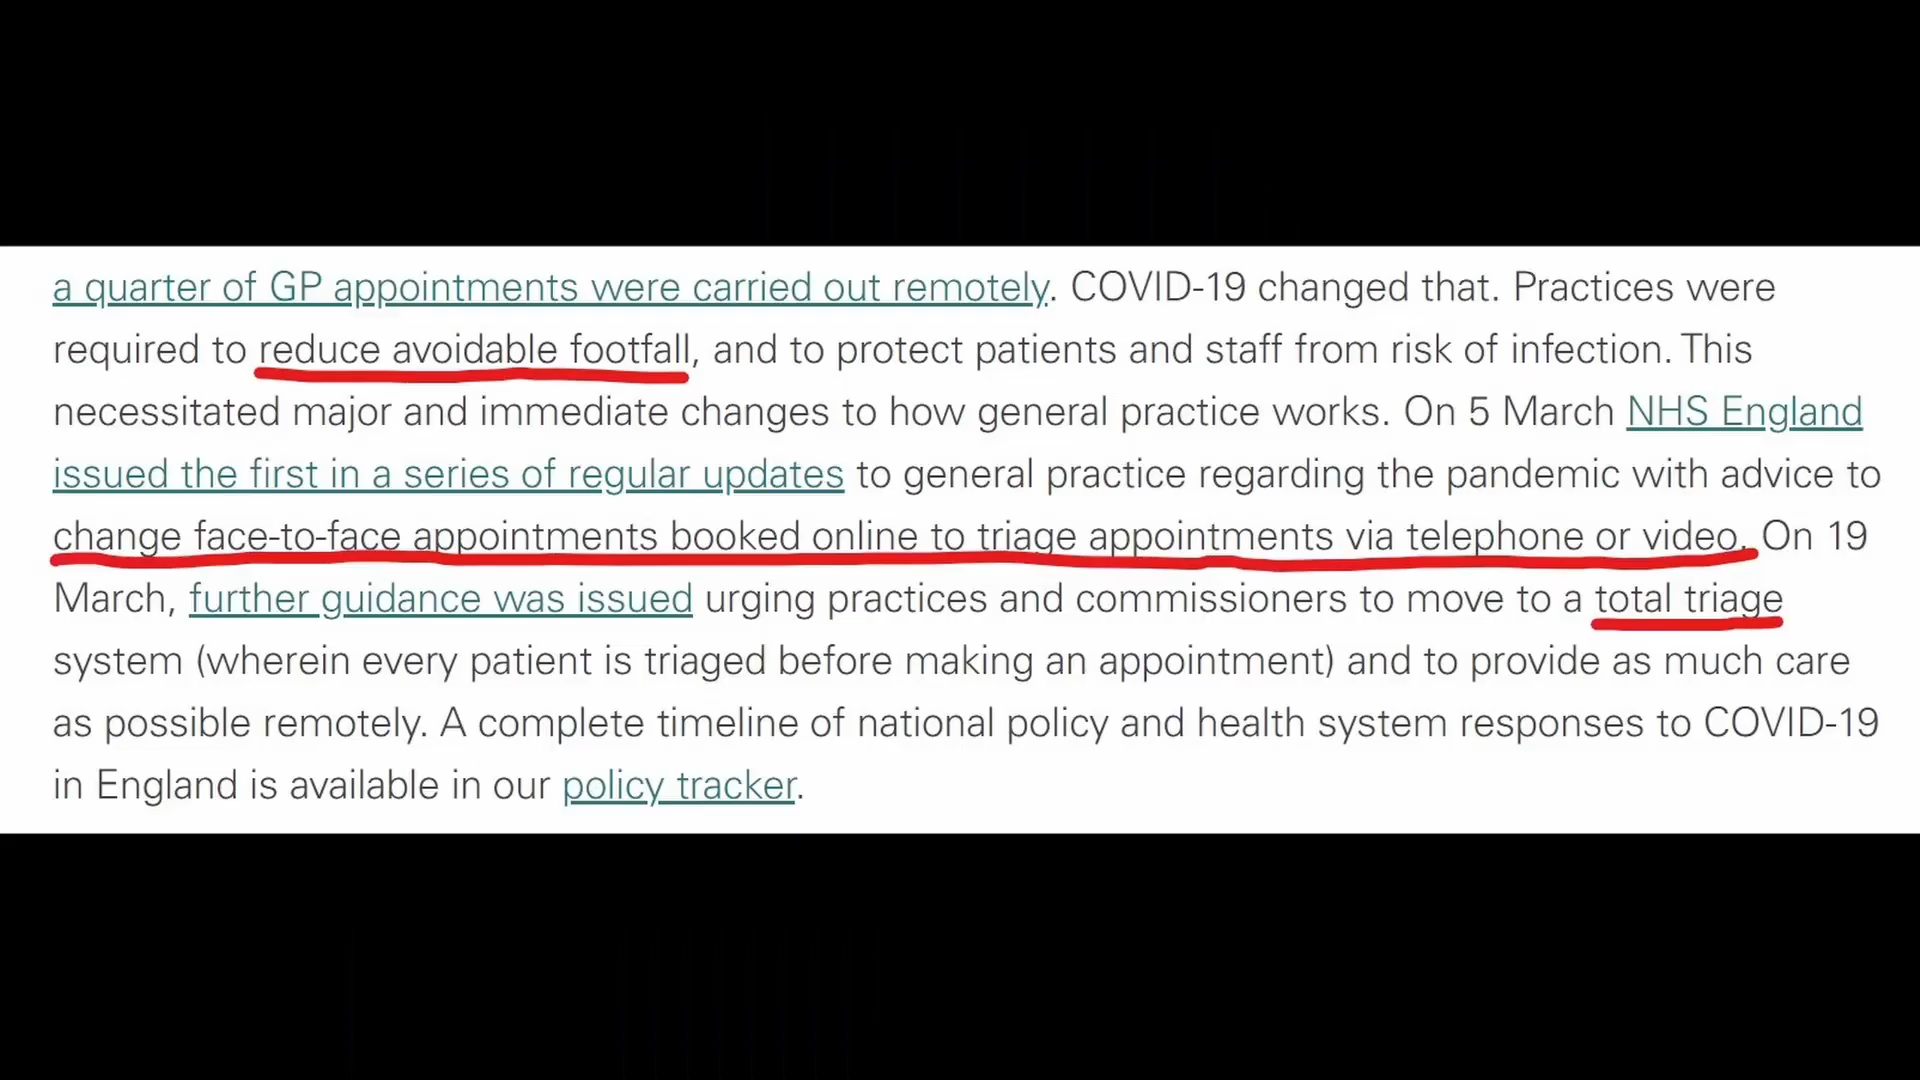 a quarter of GP appointments were carried out remotely. COVID-19 changed that. Practices were
required to reduce avoidable footfall, and to protect patients and staff from risk of infection. This
necessitated major and immediate changes to how general practice works. On 5 March NHS England
issued the first in a series of regular updates to general practice regarding the pandemic with advice to
change face-to-face appointments booked online to triage appointments via telephone or video. On 19
March, further guidance was issued urging practices and commissioners to move to a total triage
system (wherein every patient is triaged before making an appointment) and to provide as much care
as possible remotely. A complete timeline of national policy and health system responses to COVID-19
in England is available in our policy tracker.